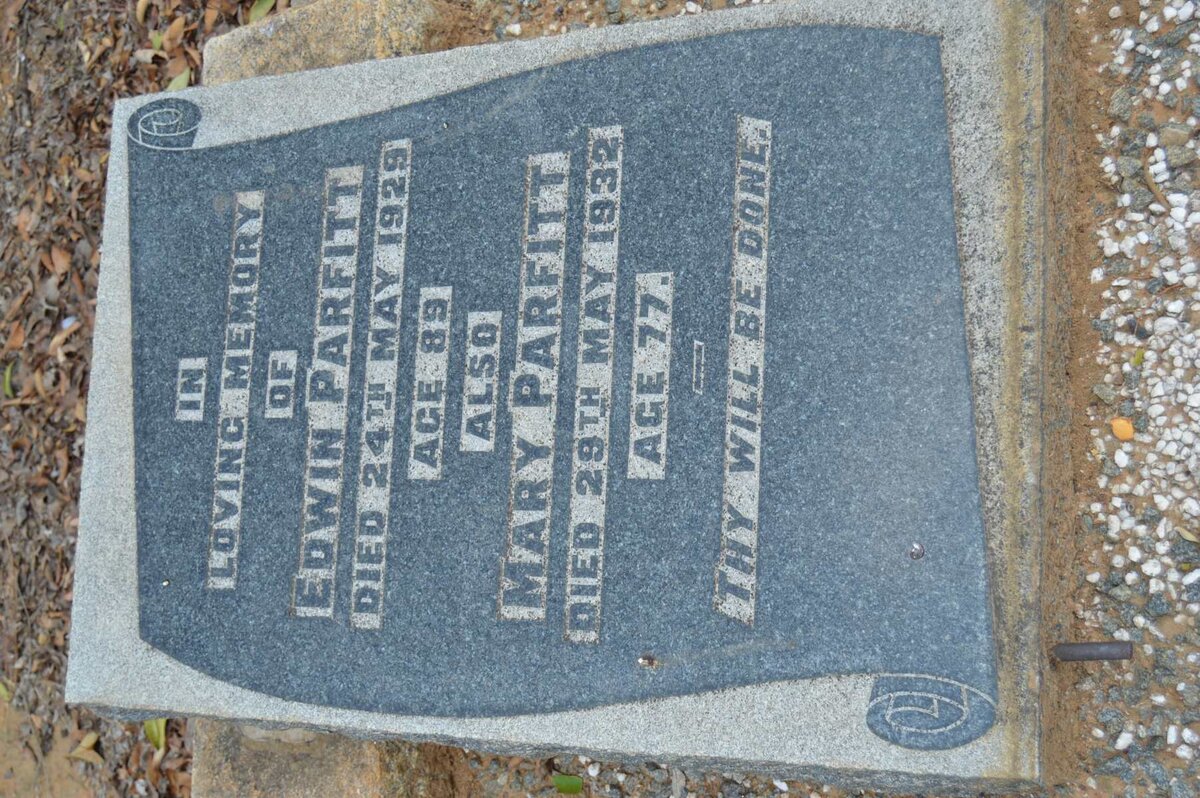 IN
LOVING MEMORY
OF
EDWIN PARFITT
DIED 24TH MAY 1929
AGE 89
ALSO
MARY PARFITT
DIED 29TH MAY 1932
AGE 77.
THY WILL BE DONE.